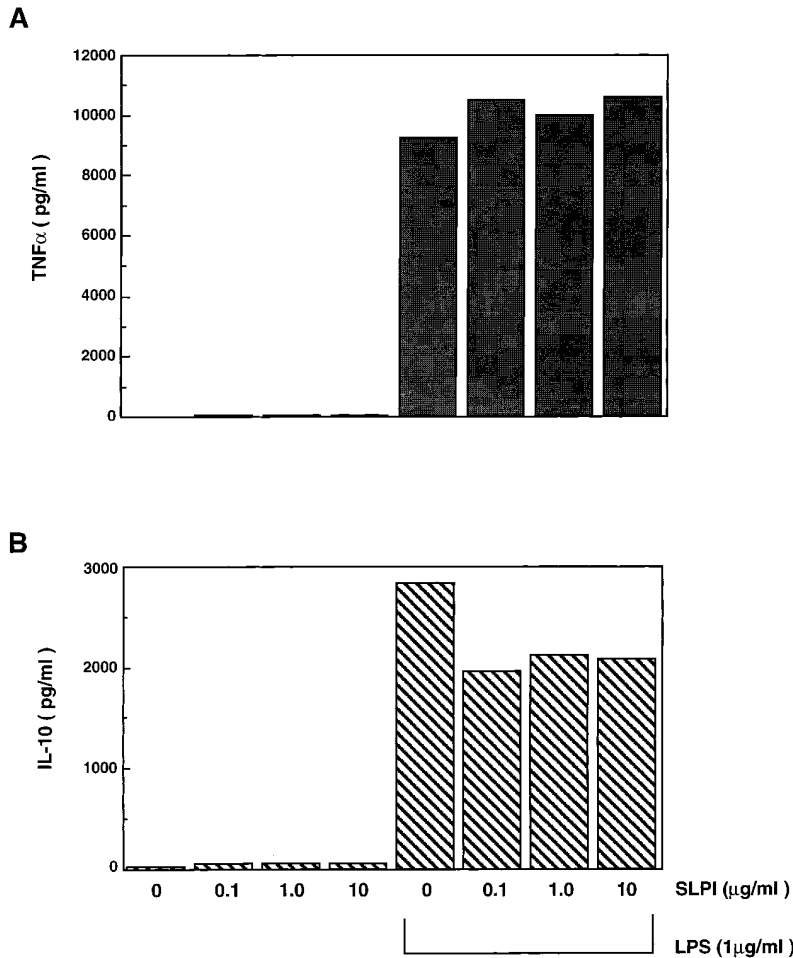 A
12000
10000
8000
6000
4000
2000
0
TNFα ( pg/ml )
B
3000
2000
1000
0
IL-10 ( pg/ml )
0 0.1 1.0 10 0 0.1 1.0 10 SLPI (μg/ml )
LPS (1μg/ml )